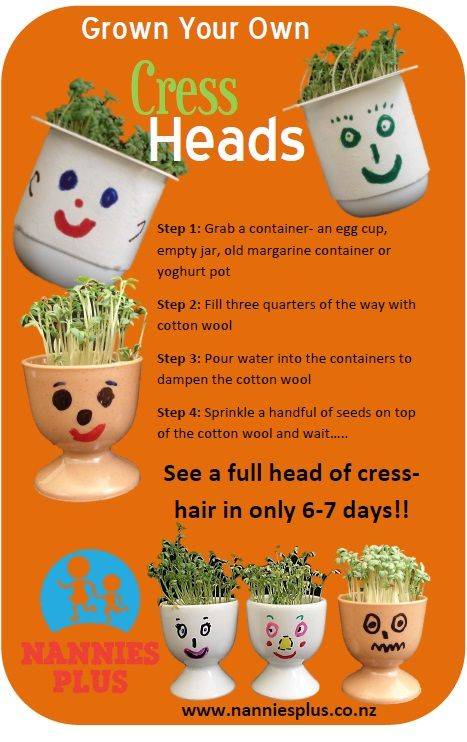 Grown Your Own
Cress
Heads
Step 1: Grab a container- an egg cup,
empty jar, old margarine container or
yoghurt pot
Step 2: Fill three quarters of the way with
cotton wool
Step 3: Pour water into the containers to
dampen the cotton wool
Step 4: Sprinkle a handful of seeds on top
of the cotton wool and wait.....
See a full head of cress-
hair in only 6-7 days!!
NANNIES
PLUS
www.nanniesplus.co.nz